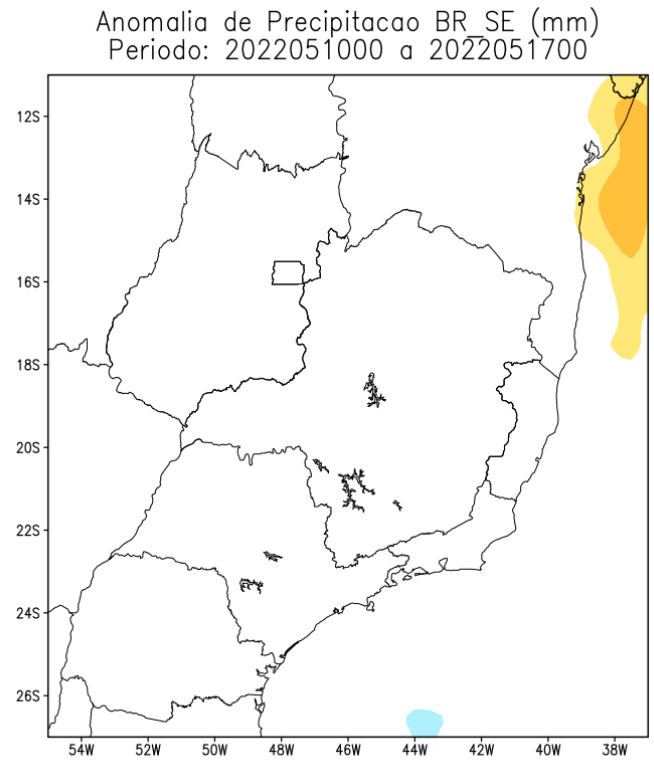 Anomalia de Precipitacao BR_SE (mm)
Periodo: 2022051000 a 2022051700
12S
14S
16S
18S
20S
22S
24S
26S
54W 52W 50W 48W 46W 44W 42W 40W 38W